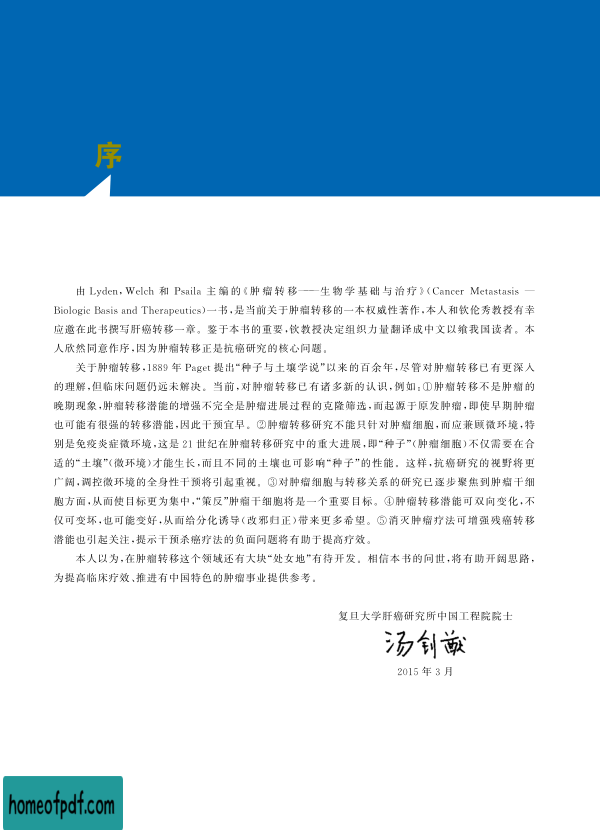 序
由 Lyden, Welch 和 Psaila 主编的《肿瘤转移——生物学基础与治疗》(Cancer Metastasis —
Biologic Basis and Therapeutics)一书,是当前关于肿瘤转移的一本权威性著作,本人和钦伦秀教授有幸
应邀在此书撰写肝癌转移一章。鉴于本书的重要,钦教授决定组织力量翻译成中文以飨我国读者。本
人欣然同意作序,因为肿瘤转移正是抗癌研究的核心问题。
关于肿瘤转移,1889 年 Paget 提出“种子与土壤学说”以来的百余年,尽管对肿瘤转移已有更深入
的理解,但临床问题仍远未解决。当前,对肿瘤转移已有诸多新的认识,例如:①肿瘤转移不是肿瘤的
晚期现象,肿瘤转移潜能的增强不完全是肿瘤进展过程的克隆筛选,而起源于原发肿瘤,即使早期肿瘤
也可能有很强的转移潜能,因此干预宜早。②肿瘤转移研究不能只针对肿瘤细胞,而应兼顾微环境,特
别是免疫炎症微环境,这是 21 世纪在肿瘤转移研究中的重大进展,即“种子”(肿瘤细胞)不仅需要在合
适的“土壤”(微环境)才能生长,而且不同的土壤也可影响“种子”的性能。这样,抗癌研究的视野将更
广阔,调控微环境的全身性干预将引起重视。③对肿瘤细胞与转移关系的研究已逐步聚焦到肿瘤干细
胞方面,从而使目标更为集中,“策反”肿瘤干细胞将是一个重要目标。④肿瘤转移潜能可双向变化,不
仅可变坏,也可能变好,从而给分化诱导(改邪归正)带来更多希望。⑤消灭肿瘤疗法可增强残癌转移
潜能也引起关注,提示干预杀癌疗法的负面问题将有助于提高疗效。
本人以为,在肿瘤转移这个领域还有大块“处女地”有待开发。相信本书的问世,将有助开阔思路,
为提高临床疗效、推进有中国特色的肿瘤事业提供参考。
复旦大学肝癌研究所中国工程院院士
汤钊猷
2015 年 3 月
homeofpdf.com